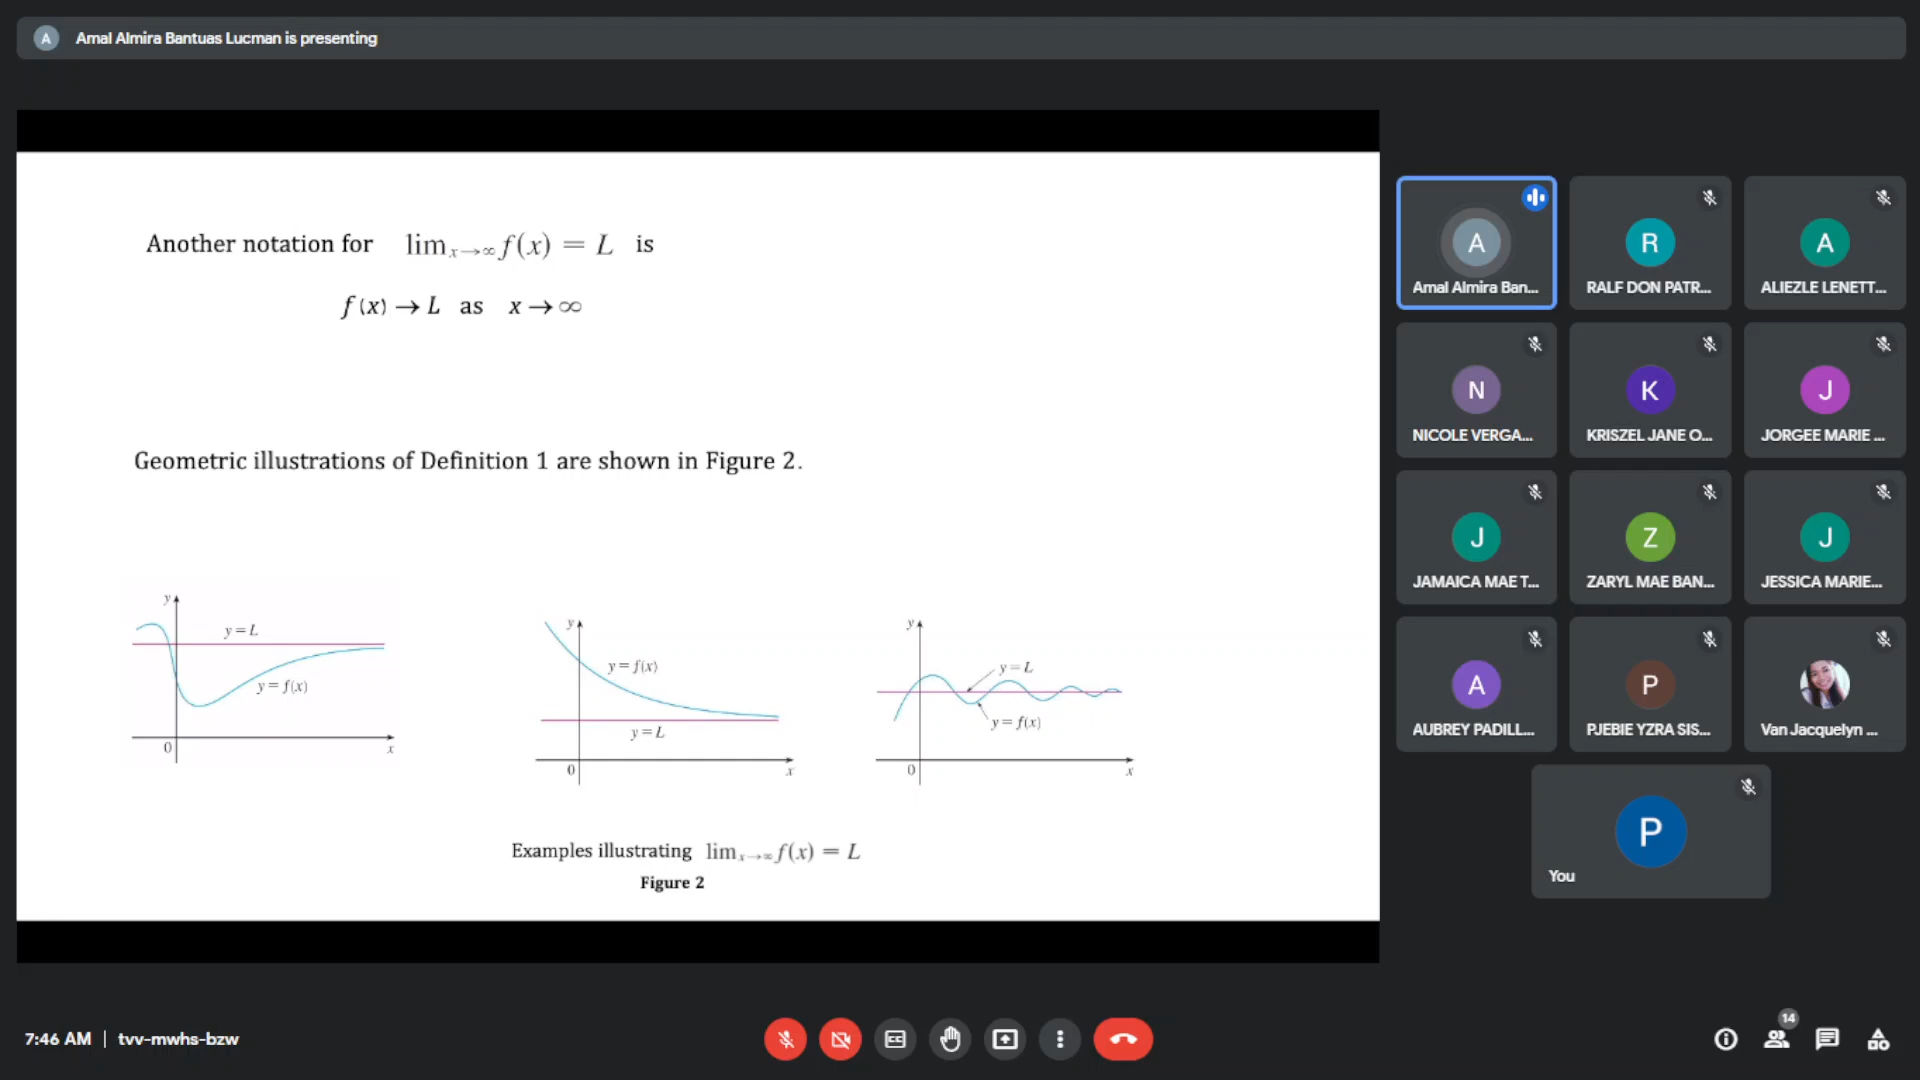 A
Amal Almira Bantuas Lucman is presenting
Another notation for lim x→∞ f(x) = L is
f(x) → L as x → ∞
Geometric illustrations of Definition 1 are shown in Figure 2.
y
y = L
y = f(x)
0
x
y
y = f(x)
y = L
0
x
y
y = L
y = f(x)
0
x
Examples illustrating lim x→∞ f(x) = L
Figure 2
A
Amal Almira Ban...
R
RALF DON PATR...
A
ALIEZLE LENETT...
N
NICOLE VERGA...
K
KRISZEL JANE O...
J
JORGEE MARIE ...
J
JAMAICA MAE T...
Z
ZARYL MAE BAN...
J
JESSICA MARIE...
A
AUBREY PADILL...
P
PJEBIE YZRA SIS...
Van Jacquelyn ...
P
You
7:46 AM | tvv-mwhs-bzw
CC
14